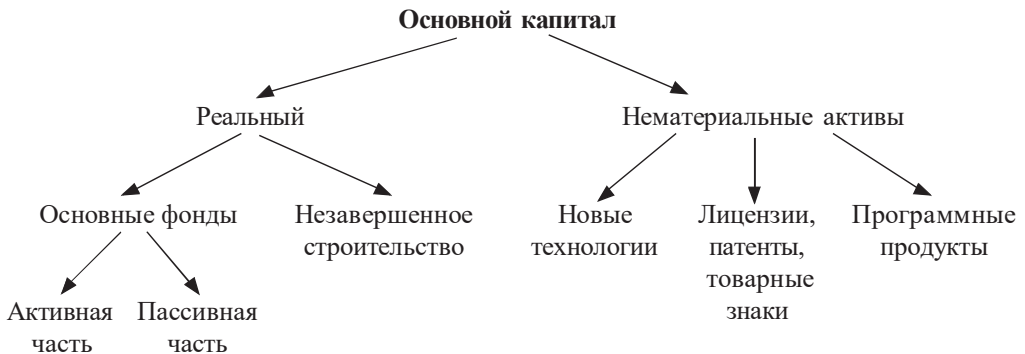 Основной капитал
Реальный
Нематериальные активы
Основные фонды
Незавершенное
строительство
Новые
технологии
Лицензии,
патенты,
товарные
знаки
Программные
продукты
Активная
часть
Пассивная
часть